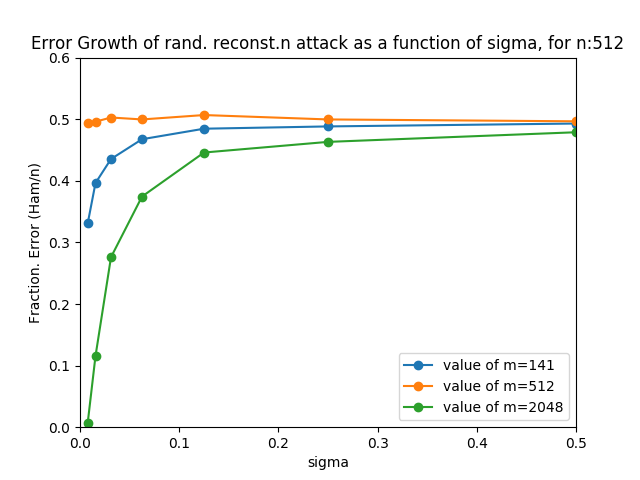 Error Growth of rand. reconst.n attack as a function of sigma, for n:512
Fraction. Error (Ham/n)
0.6
0.5
0.4
0.3
0.2
0.1
0.0
value of m=141
value of m=512
value of m=2048
0.0 0.1 0.2 0.3 0.4 0.5
sigma